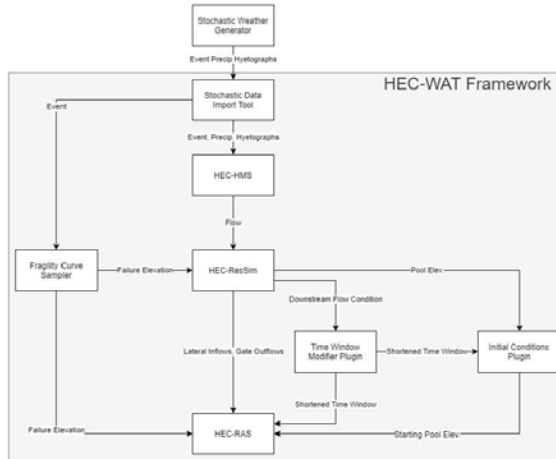 Stochastic Weather
Generator
Event Precip Hyetographs
HEC-WAT Framework
Stochastic Data
Import Tool
Event
Event, Precip. Hyetographs
HEC-HMS
Flow
Fragility Curve
Sampler
Failure Elevation
HEC-ResSim
Pool Elev.
Downstream Flow Condition
Lateral Inflows, Gate Outflows
Time Window
Modifier Plugin
Shortened Time Window
Initial Conditions
Plugin
Shortened Time Window
Failure Elevation
HEC-RAS
Starting Pool Elev.